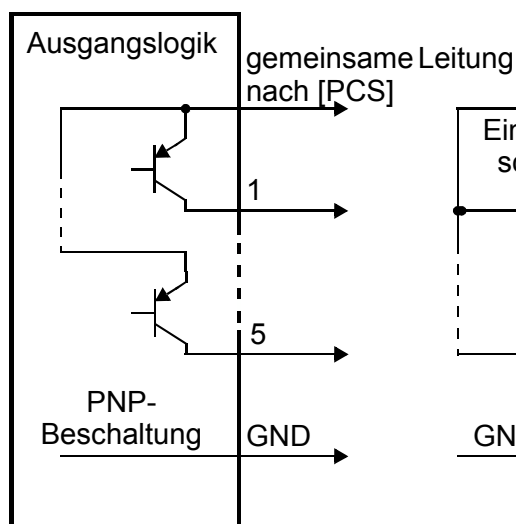 Ausgangslogik
gemeinsame Leitung
nach [PCS]
1
5
PNP-
Beschaltung
GND